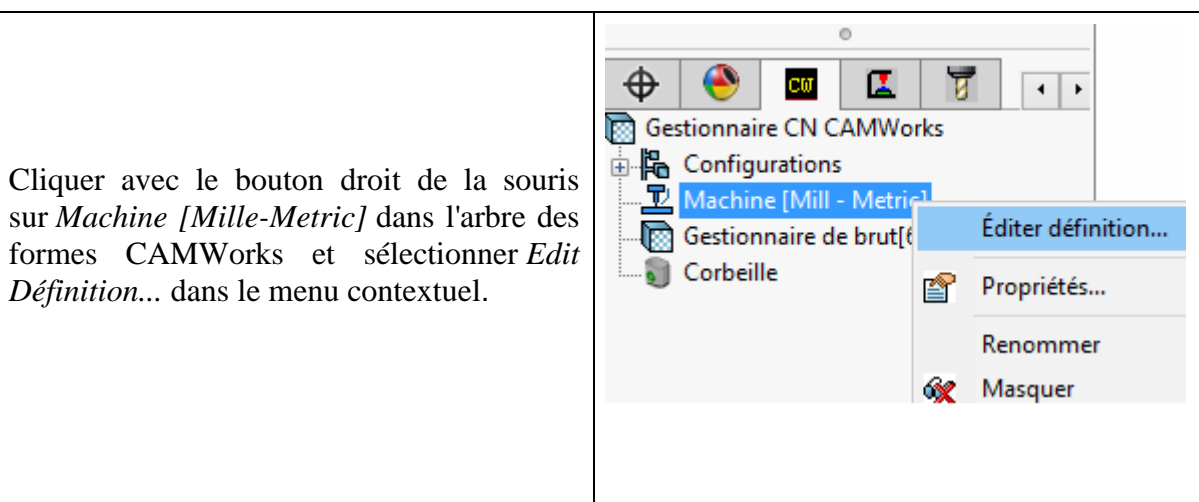 Cliquer avec le bouton droit de la souris
sur Machine [Mille-Metric] dans l'arbre des
formes CAMWorks et sélectionner Edit
Définition... dans le menu contextuel.
CW
Gestionnaire CN CAMWorks
Configurations
Machine [Mill - Metric]
Gestionnaire de brut[
Corbeille
Éditer définition...
Propriétés...
Renommer
Masquer